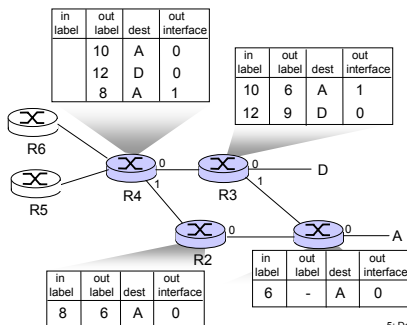 in label out label dest out interface
10 A 0
12 D 0
8 A 1
in label out label dest out interface
10 6 A 1
12 9 D 0
R6
R5
R4
0
1
R3
0
1
D
R2
0
0
A
in label out label dest out interface
6 - A 0
in label out label dest out interface
8 6 A 0